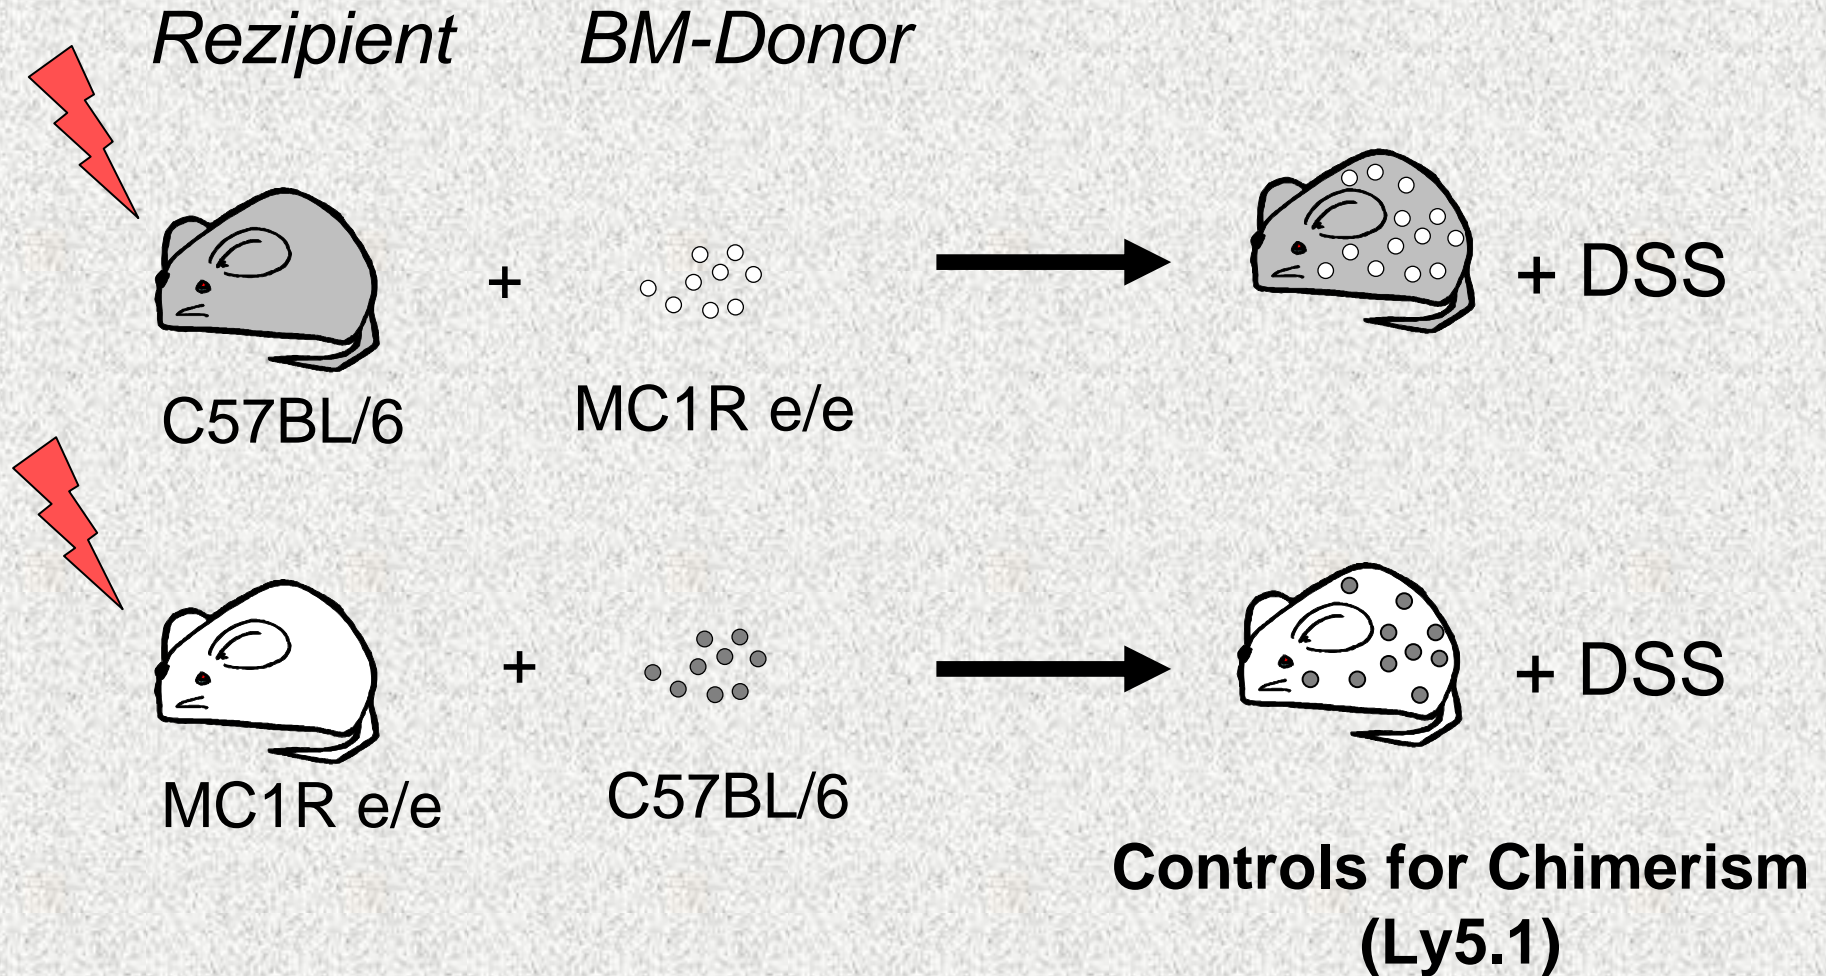 Rezipient BM-Donor
+ + DSS
C57BL/6 MC1R e/e
+ + DSS
MC1R e/e C57BL/6
Controls for Chimerism
(Ly5.1)